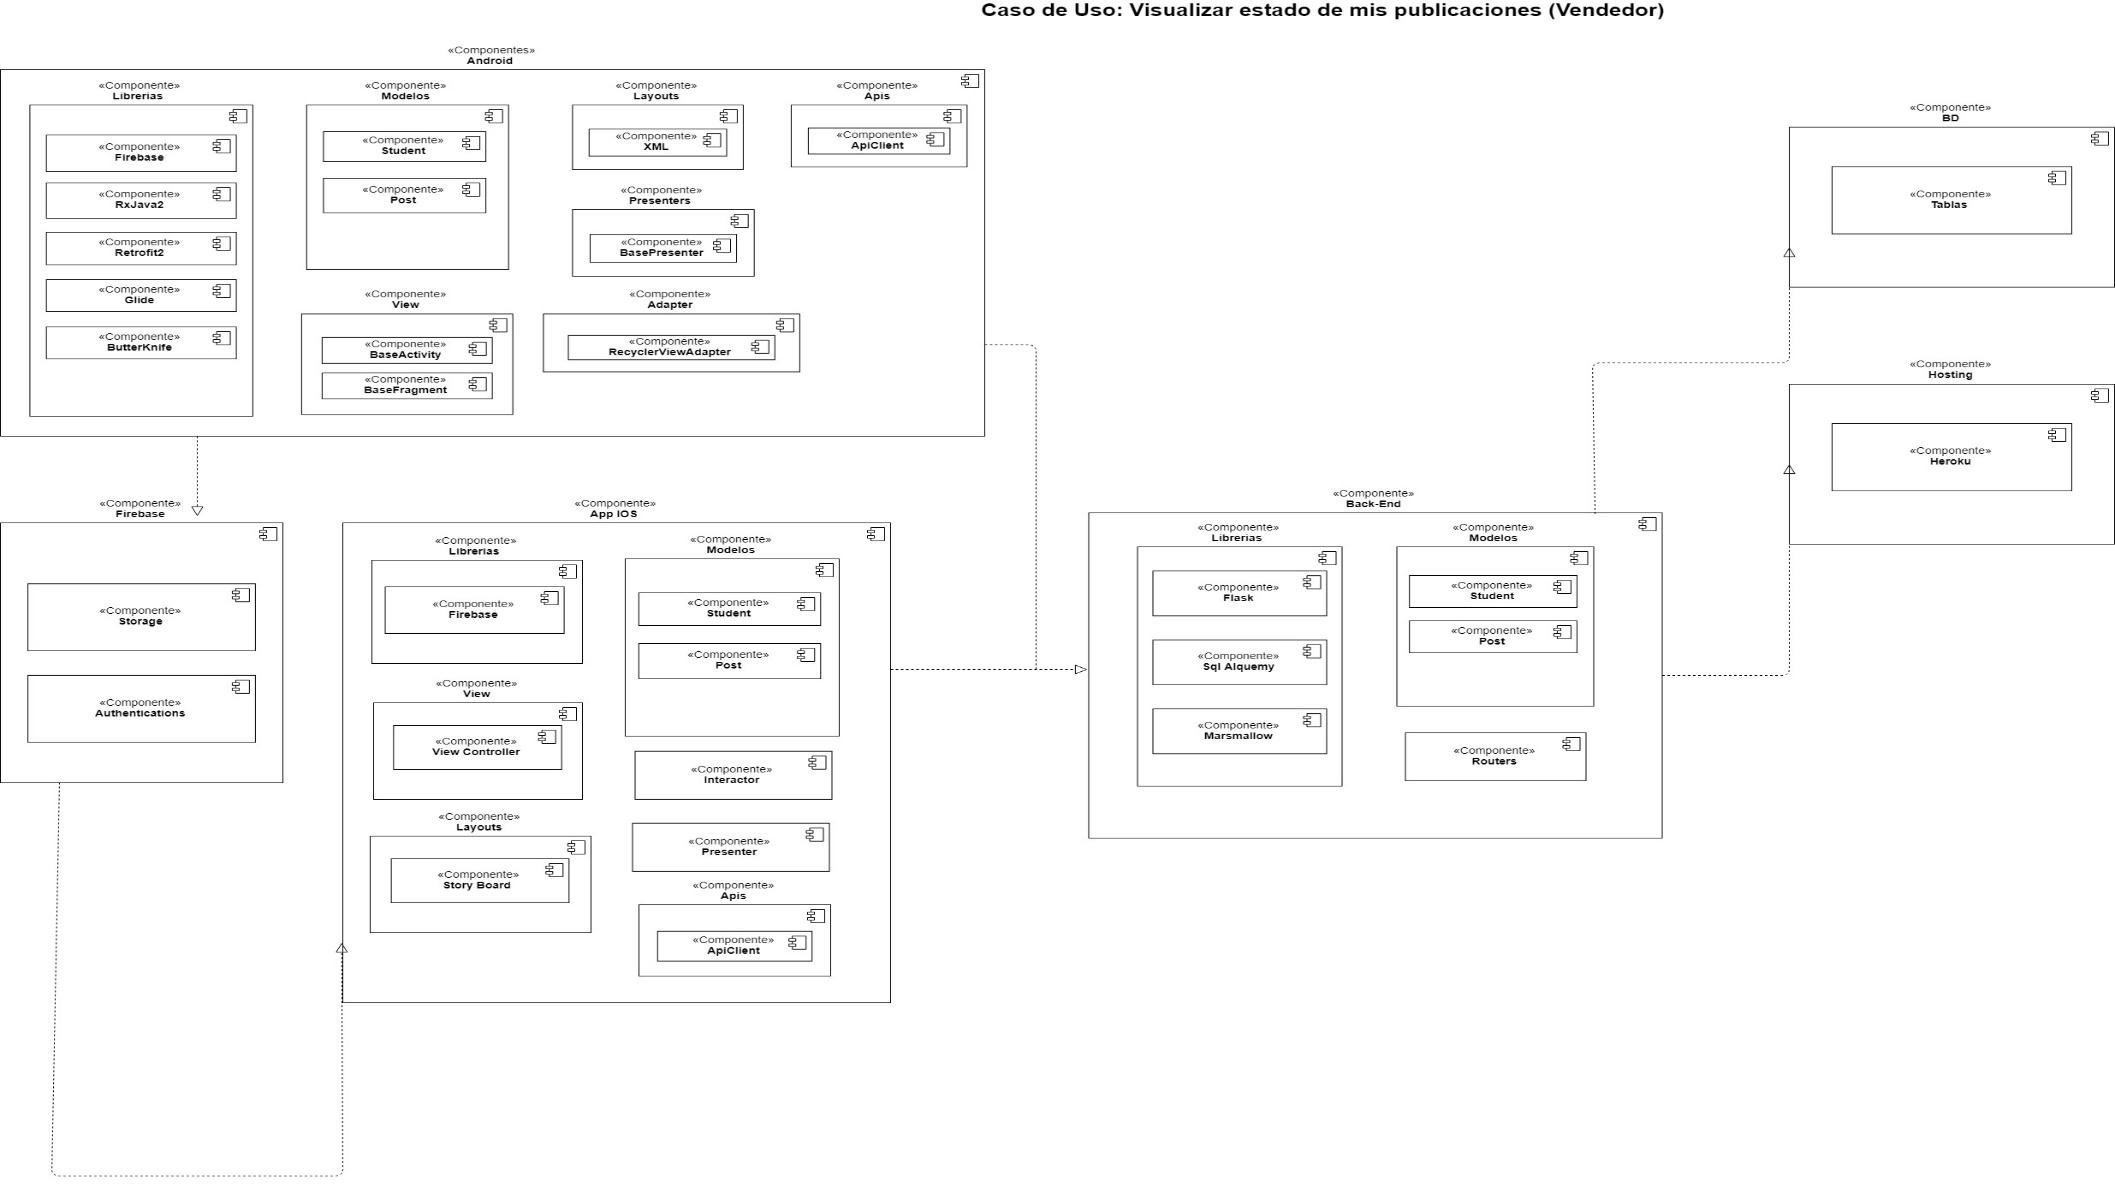 Caso de Uso: Visualizar estado de mis publicaciones (Vendedor)
«Componentes»
Android
«Componente»
Librerias
«Componente»
Firebase
«Componente»
RxJava2
«Componente»
Retrofit2
«Componente»
Glide
«Componente»
ButterKnife
«Componente»
Modelos
«Componente»
Student
«Componente»
Post
«Componente»
View
«Componente»
BaseActivity
«Componente»
BaseFragment
«Componente»
Layouts
«Componente»
XML
«Componente»
Presenters
«Componente»
BasePresenter
«Componente»
Adapter
«Componente»
RecyclerViewAdapter
«Componente»
Apis
«Componente»
ApiClient
«Componente»
Firebase
«Componente»
Storage
«Componente»
Authentications
«Componente»
App IOS
«Componente»
Librerias
«Componente»
Firebase
«Componente»
View
«Componente»
View Controller
«Componente»
Layouts
«Componente»
Story Board
«Componente»
Modelos
«Componente»
Student
«Componente»
Post
«Componente»
Interactor
«Componente»
Presenter
«Componente»
Apis
«Componente»
ApiClient
«Componente»
Back-End
«Componente»
Librerias
«Componente»
Flask
«Componente»
Sql Alquemy
«Componente»
Marsmallow
«Componente»
Modelos
«Componente»
Student
«Componente»
Post
«Componente»
Routers
«Componente»
BD
«Componente»
Tablas
«Componente»
Hosting
«Componente»
Heroku